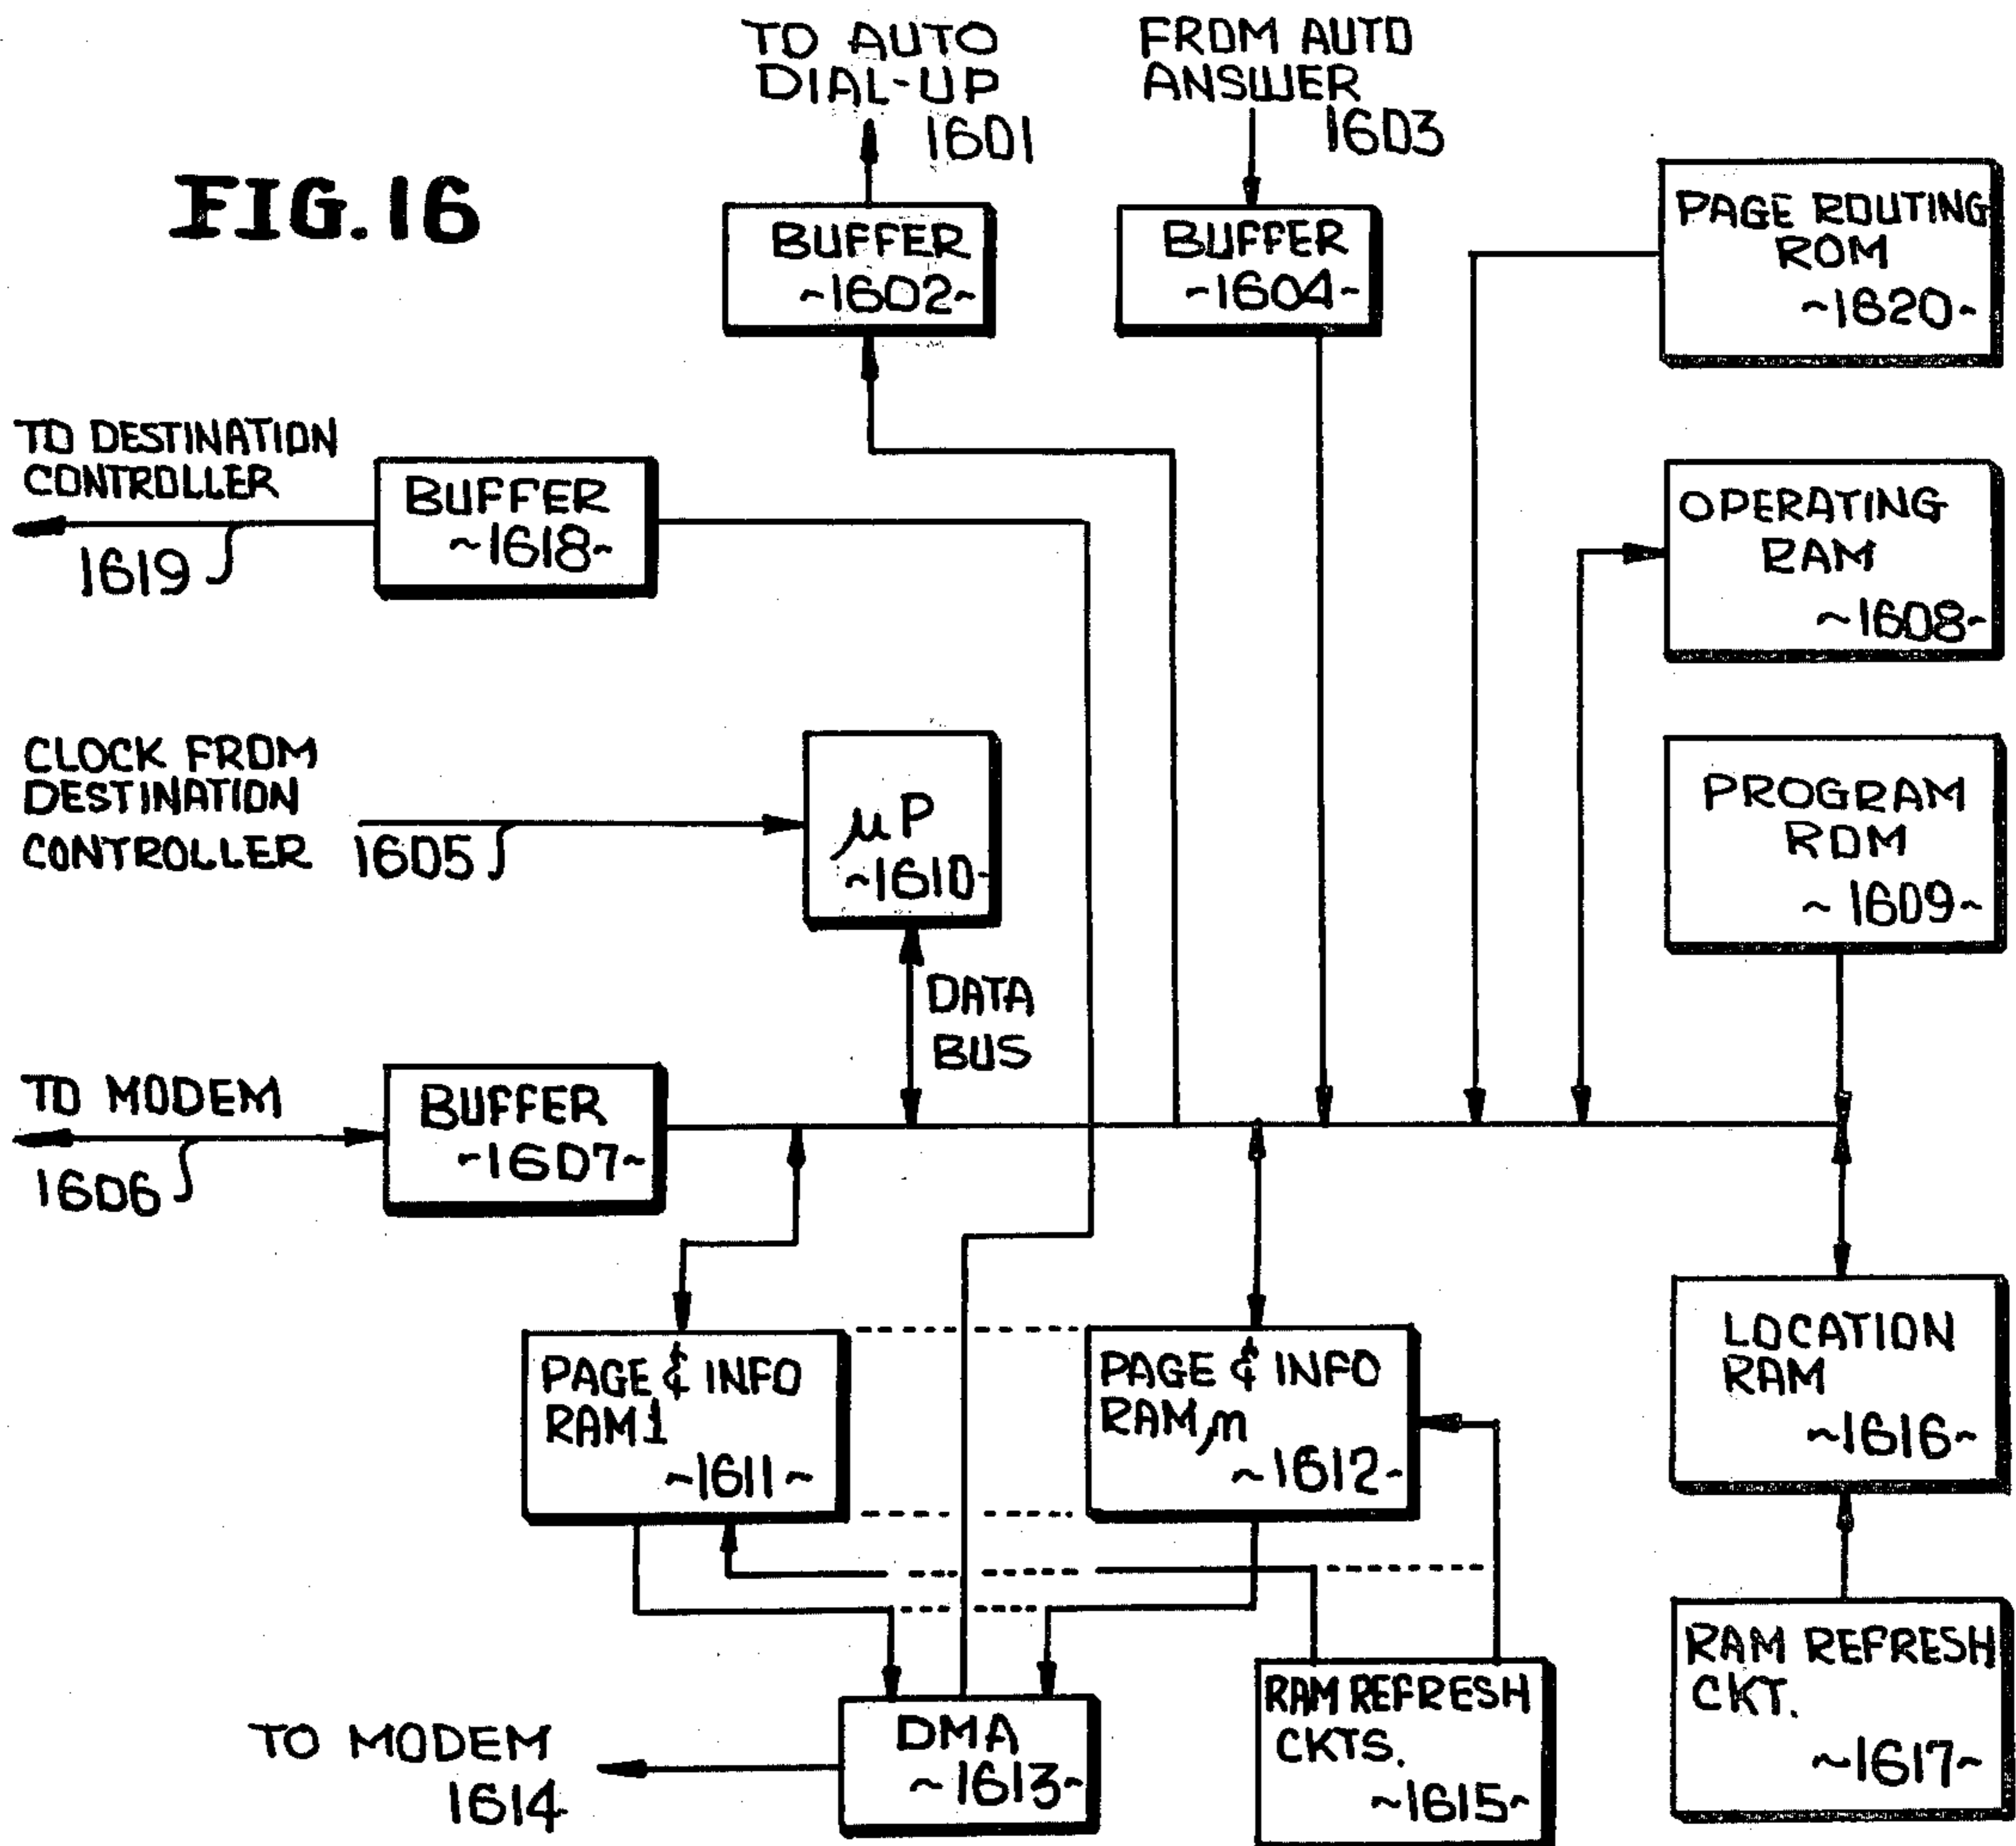 FIG.16
TO AUTO
DIAL-UP
1601
FROM AUTO
ANSWER
1603
BUFFER
~1602~
BUFFER
~1604~
PAGE ROUTING
ROM
~1620~
TO DESTINATION
CONTROLLER
1619
BUFFER
~1618~
OPERATING
RAM
~1608~
CLOCK FROM
DESTINATION
CONTROLLER
1605
μP
~1610~
PROGRAM
ROM
~1609~
DATA
BUS
TO MODEM
1606
BUFFER
~1607~
PAGE & INFO
RAM 1
~1611~
PAGE & INFO
RAM, n
~1612~
LOCATION
RAM
~1616~
TO MODEM
1614
DMA
~1613~
RAM REFRESH
CKTS.
~1615~
RAM REFRESH
CKT.
~1617~